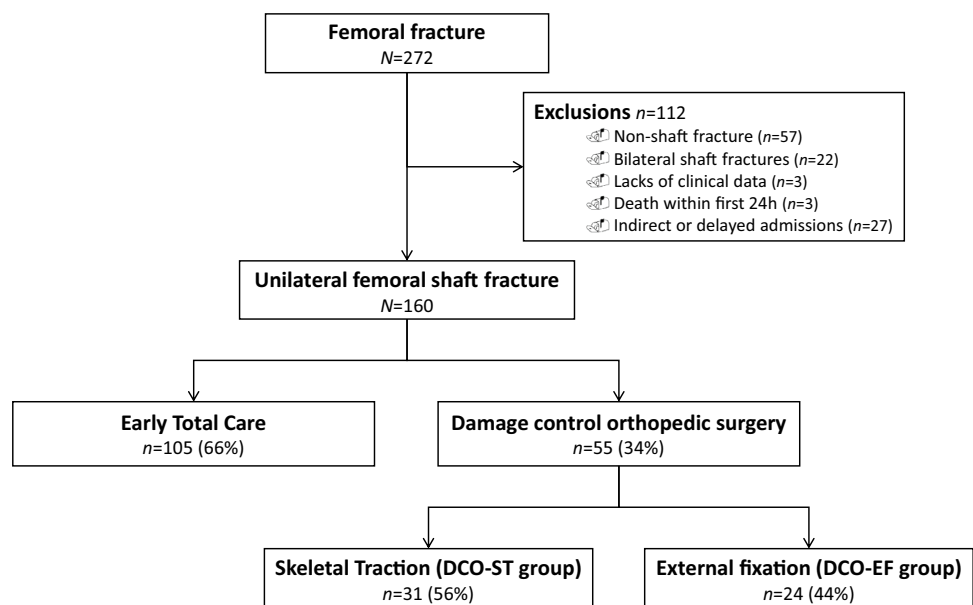 Femoral fracture
N=272
Exclusions n=112
Non-shaft fracture (n=57)
Bilateral shaft fractures (n=22)
Lacks of clinical data (n=3)
Death within first 24h (n=3)
Indirect or delayed admissions (n=27)
Unilateral femoral shaft fracture
N=160
Early Total Care
n=105 (66%)
Damage control orthopedic surgery
n=55 (34%)
Skeletal Traction (DCO-ST group)
n=31 (56%)
External fixation (DCO-EF group)
n=24 (44%)